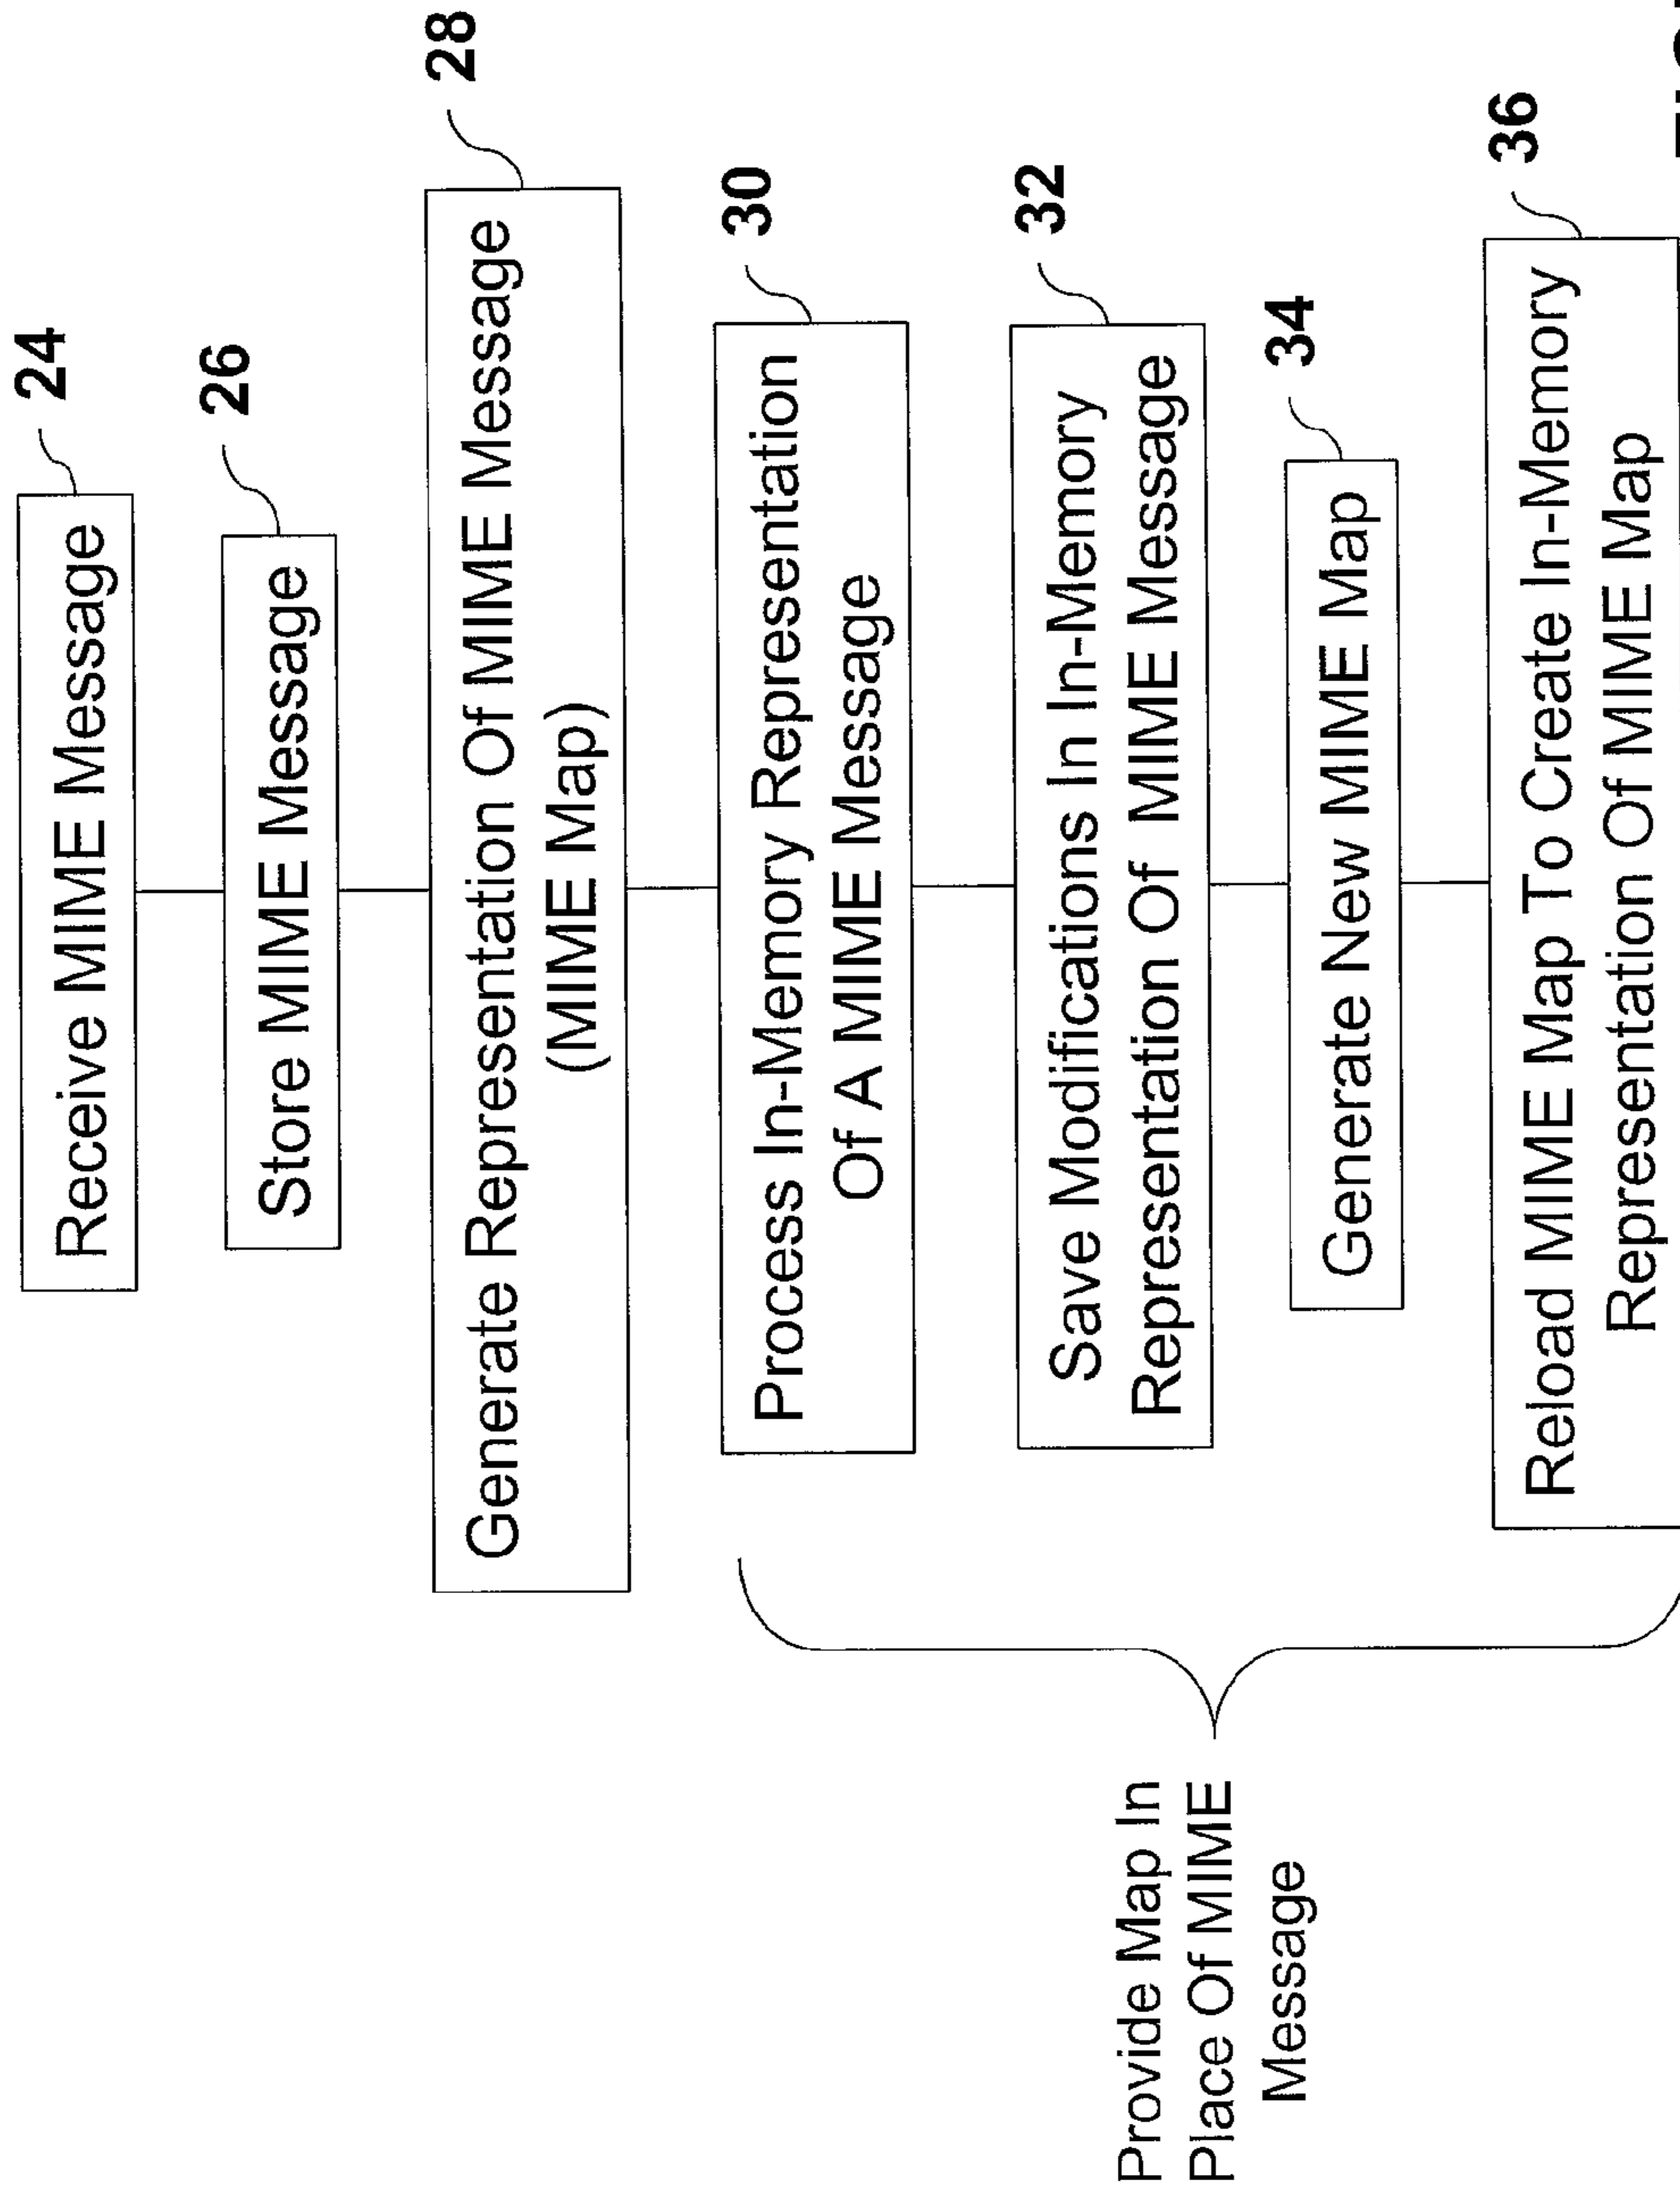 24
Receive MIME Message
26
Store MIME Message
28
Generate Representation Of MIME Message
(MIME Map)
30
Process In-Memory Representation
Of A MIME Message
32
Save Modifications In In-Memory
Representation Of MIME Message
34
Generate New MIME Map
36
Reload MIME Map To Create In-Memory
Representation Of MIME Map
Provide Map In
Place Of MIME
Message